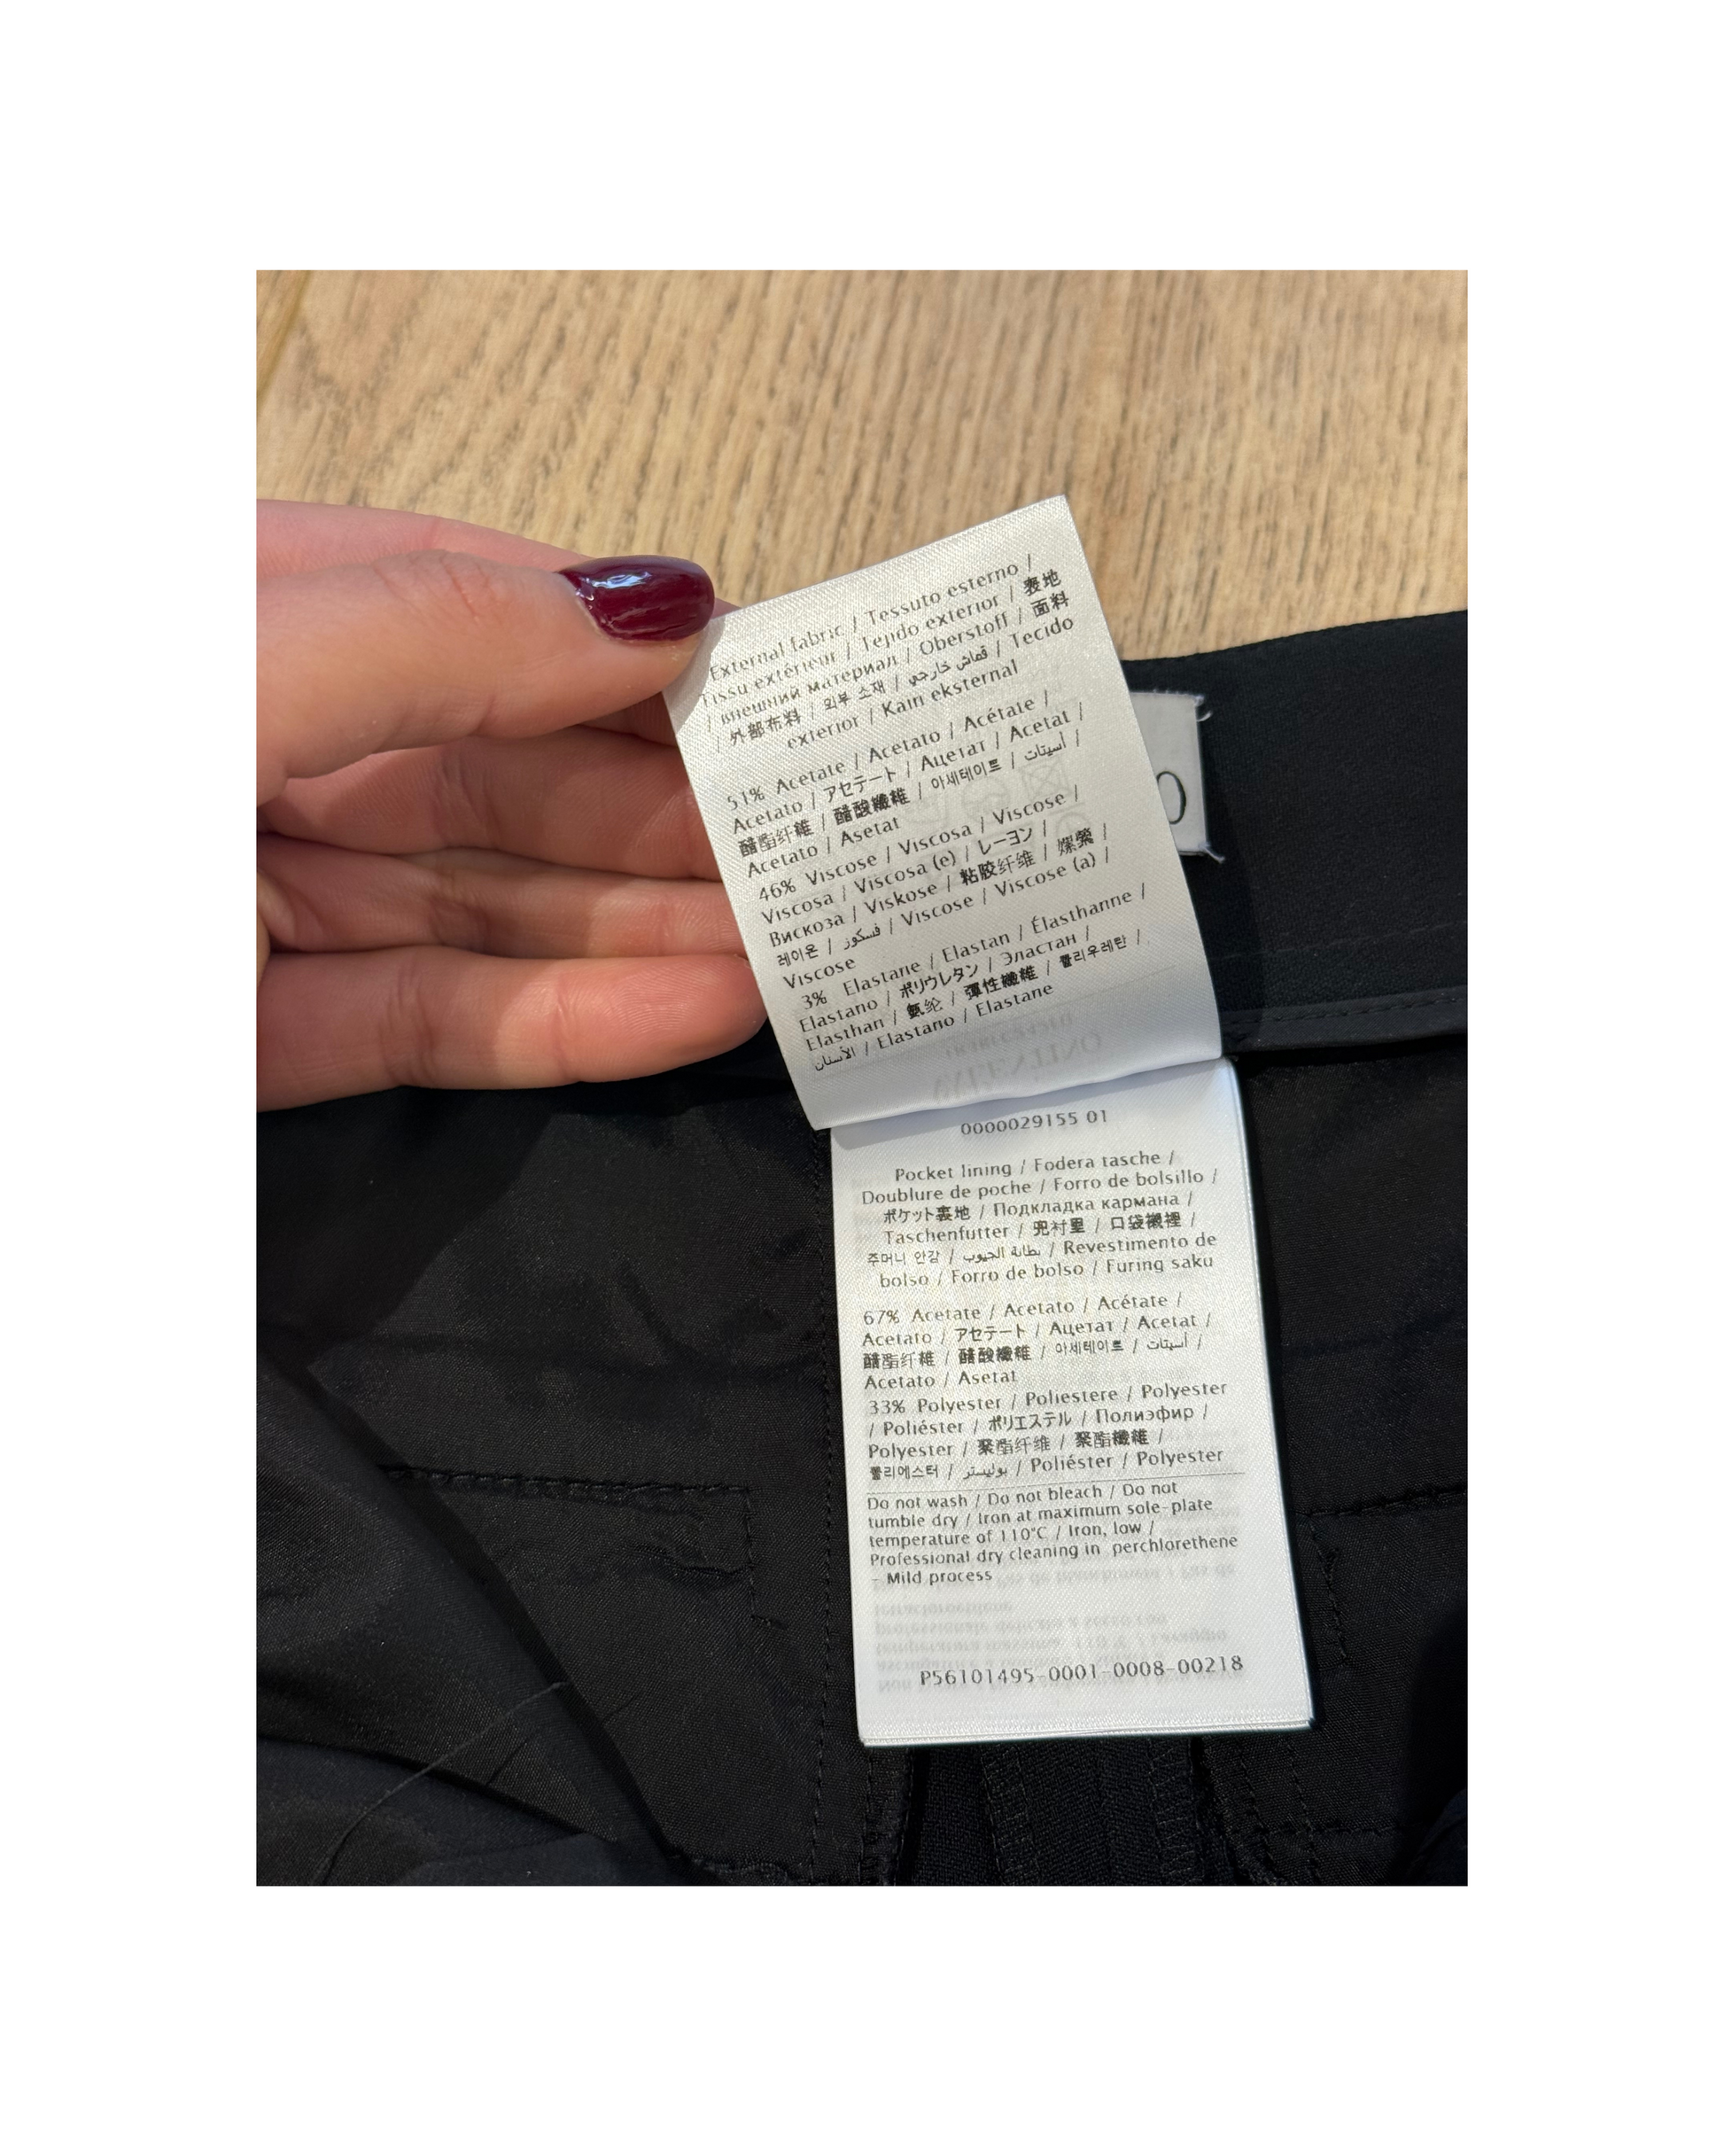 External fabric / Tessuto esterno /
Tissu extérieur / Tejido exterior / 表地
/ внешний материал / Oberstoff / 面料
/ 外部布料 / 외부 소재 / قماش خارجي / Tecido
exterior / Kain eksternal
51% Acetate / Acetato / Acétate /
Acetato / アセテート / Ацетат / Acetat /
醋酯纤维 / 醋酸纖維 / 아세테이트 / أسيتات /
Acetato / Asetat
46% Viscose / Viscosa / Viscose /
Viscosa / Viscosa (e) / レーヨン /
Вискоза / Viskose / 粘胶纤维 / 嫘縈 /
레이온 / فسكوز / Viscose / Viscose (a) /
Viscose
3% Elastane / Elastan / Élasthanne /
Elastano / ポリウレタン / Эластан /
Elasthan / 氨纶 / 彈性纖維 / 폴리우레탄 /
الأستان / Elastano / Elastane
O
0000029155 01
Pocket lining / Fodera tasche /
Doublure de poche / Forro de bolsillo /
ポケット裏地 / Подкладка кармана /
Taschenfutter / 兜衬里 / 口袋襯裡 /
주머니 안감 / بطانة الجيوب / Revestimento de
bolso / Forro de bolso / Furing saku
67% Acetate / Acetato / Acétate /
Acetato / アセテート / Ацетат / Acetat /
醋酯纤维 / 醋酸纖維 / 아세테이트 / أسيتات /
Acetato / Asetat
33% Polyester / Poliestere / Polyester
/ Poliéster / ポリエステル / Полиэфир /
Polyester / 聚酯纤维 / 聚酯纖維 /
폴리에스터 / بوليستر / Poliéster / Polyester
Do not wash / Do not bleach / Do not
tumble dry / Iron at maximum sole-plate
temperature of 110°C / Iron, low /
Professional dry cleaning in perchlorethene
- Mild process
P56101495-0001-0008-00218